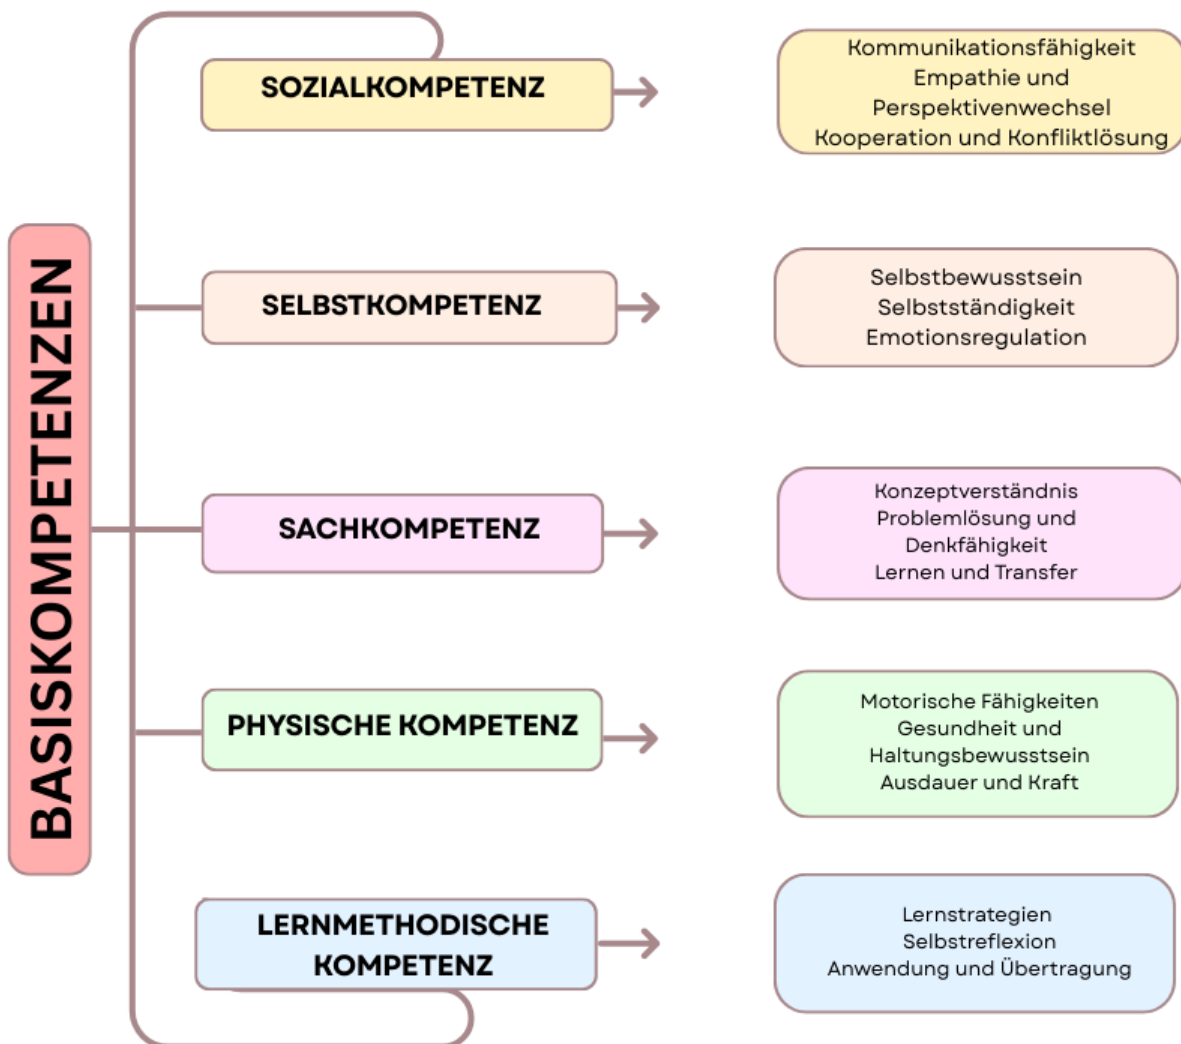 BASISKOMPETENZEN
SOZIALKOMPETENZ
Kommunikationsfähigkeit
Empathie und
Perspektivenwechsel
Kooperation und Konfliktlösung
SELBSTKOMPETENZ
Selbstbewusstsein
Selbstständigkeit
Emotionsregulation
SACHKOMPETENZ
Konzeptverständnis
Problemlösung und
Denkfähigkeit
Lernen und Transfer
PHYSISCHE KOMPETENZ
Motorische Fähigkeiten
Gesundheit und
Haltungsbewusstsein
Ausdauer und Kraft
LERNMETHODISCHE
KOMPETENZ
Lernstrategien
Selbstreflexion
Anwendung und Übertragung